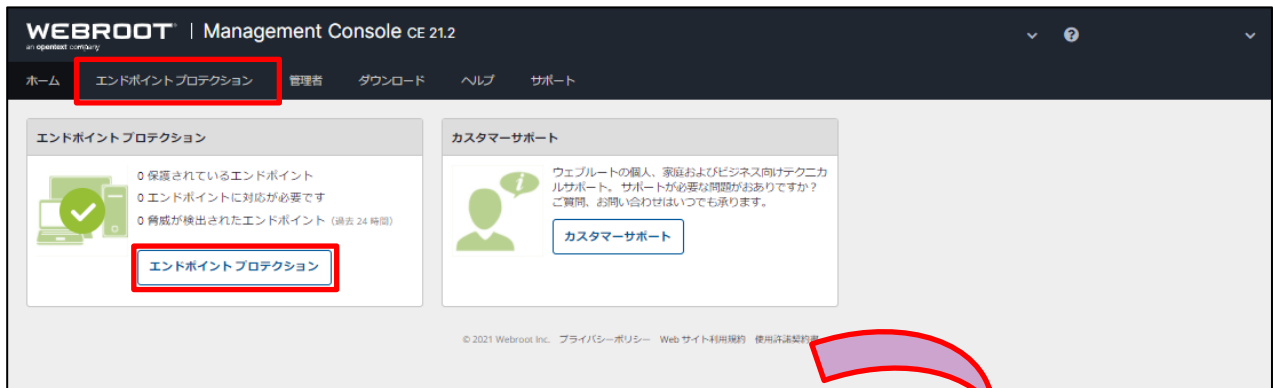 WEBROOT | Management Console CE 21.2
an opentext company
ホーム エンドポイント プロテクション 管理者 ダウンロード ヘルプ サポート
エンドポイント プロテクション
0 保護されているエンドポイント
0 エンドポイントに対応が必要です
0 脅威が検出されたエンドポイント (過去 24 時間)
エンドポイント プロテクション
カスタマーサポート
ウェブルートの個人、家庭およびビジネス向けテクニカ
ルサポート。サポートが必要な問題がおありですか？
ご質問、お問い合わせはいつでも承ります。
カスタマーサポート
© 2021 Webroot Inc. プライバシーポリシー Web サイト利用規約 使用許諾契約書